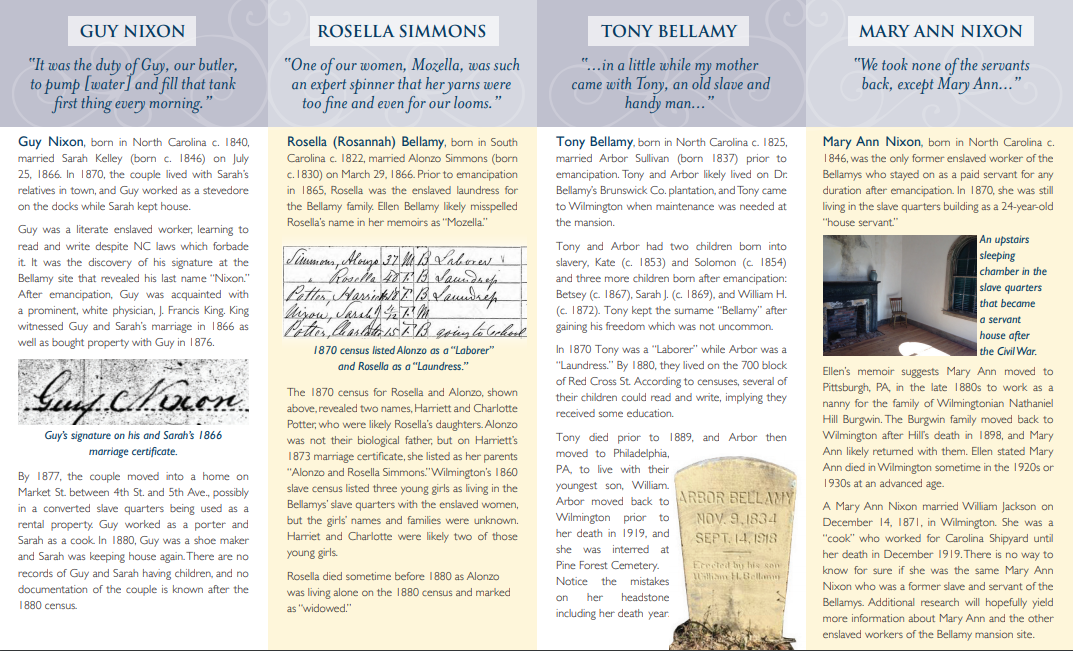 GUY NIXON
"It was the duty of Guy, our butler,
to pump [water] and fill that tank
first thing every morning."
Guy Nixon, born in North Carolina c. 1840,
married Sarah Kelley (born c. 1846) on July
25, 1866. In 1870, the couple lived with Sarah's
relatives in town, and Guy worked as a stevedore
on the docks while Sarah kept house.
Guy was a literate enslaved worker, learning to
read and write despite NC laws which forbade
it. It was the discovery of his signature at the
Bellamy site that revealed his last name "Nixon."
After emancipation, Guy was acquainted with
a prominent, white physician, J. Francis King. King
witnessed Guy and Sarah's marriage in 1866 as
well as bought property with Guy in 1876.
Guy Nixon
Guy's signature on his and Sarah's 1866
marriage certificate.
By 1877, the couple moved into a home on
Market St. between 4th St. and 5th Ave., possibly
in a converted slave quarters being used as a
rental property. Guy worked as a porter and
Sarah as a cook. In 1880, Guy was a shoe maker
and Sarah was keeping house again. There are no
records of Guy and Sarah having children, and no
documentation of the couple is known after the
1880 census.
ROSELLA SIMMONS
"One of our women, Mozella, was such
an expert spinner that her yarns were
too fine and even for our looms."
Rosella (Rosannah) Bellamy, born in South
Carolina c. 1822, married Alonzo Simmons (born
c.1830) on March 29, 1866. Prior to emancipation
in 1865, Rosella was the enslaved laundress for
the Bellamy family. Ellen Bellamy likely misspelled
Rosella's name in her memoirs as "Mozella."
Simmons, Alonzo 37 M B Laborer
" Rosella 48 F B Laundress
Potter, Harriet 18 F B Laundress
Nixon, Sarah F M
Potter, Charlotte 15 F B going to School
1870 census listed Alonzo as a "Laborer"
and Rosella as a "Laundress."
The 1870 census for Rosella and Alonzo, shown
above, revealed two names, Harriett and Charlotte
Potter, who were likely Rosella's daughters. Alonzo
was not their biological father, but on Harriett's
1873 marriage certificate, she listed as her parents
"Alonzo and Rosella Simmons." Wilmington's 1860
slave census listed three young girls as living in the
Bellamys' slave quarters with the enslaved women,
but the girls' names and families were unknown.
Harriet and Charlotte were likely two of those
young girls.
Rosella died sometime before 1880 as Alonzo
was living alone on the 1880 census and marked
as "widowed."
TONY BELLAMY
"...in a little while my mother
came with Tony, an old slave and
handy man..."
Tony Bellamy, born in North Carolina c. 1825,
married Arbor Sullivan (born 1837) prior to
emancipation. Tony and Arbor likely lived on Dr.
Bellamy's Brunswick Co. plantation, and Tony came
to Wilmington when maintenance was needed at
the mansion.
Tony and Arbor had two children born into
slavery, Kate (c. 1853) and Solomon (c. 1854)
and three more children born after emancipation:
Betsey (c. 1867), Sarah J. (c. 1869), and William H.
(c. 1872). Tony kept the surname "Bellamy" after
gaining his freedom which was not uncommon.
In 1870 Tony was a "Laborer" while Arbor was a
"Laundress." By 1880, they lived on the 700 block
of Red Cross St. According to censuses, several of
their children could read and write, implying they
received some education.
Tony died prior to 1889, and Arbor then
moved to Philadelphia,
PA, to live with their
youngest son, William.
Arbor moved back to
Wilmington prior to
her death in 1919, and
she was interred at
Pine Forest Cemetery.
Notice the mistakes
on her headstone
including her death year.
ARBOR BELLAMY
NOV. 9, 1834
SEPT. 14, 1918
Erected by his son
William H. Bellamy
MARY ANN NIXON
"We took none of the servants
back, except Mary Ann..."
Mary Ann Nixon, born in North Carolina c.
1846, was the only former enslaved worker of the
Bellamys who stayed on as a paid servant for any
duration after emancipation. In 1870, she was still
living in the slave quarters building as a 24-year-old
"house servant."
An upstairs
sleeping
chamber in the
slave quarters
that became
a servant
house after
the Civil War.
Ellen's memoir suggests Mary Ann moved to
Pittsburgh, PA, in the late 1880s to work as a
nanny for the family of Wilmingtonian Nathaniel
Hill Burgwin. The Burgwin family moved back to
Wilmington after Hill's death in 1898, and Mary
Ann likely returned with them. Ellen stated Mary
Ann died in Wilmington sometime in the 1920s or
1930s at an advanced age.
A Mary Ann Nixon married William Jackson on
December 14, 1871, in Wilmington. She was a
"cook" who worked for Carolina Shipyard until
her death in December 1919. There is no way to
know for sure if she was the same Mary Ann
Nixon who was a former slave and servant of the
Bellamys. Additional research will hopefully yield
more information about Mary Ann and the other
enslaved workers of the Bellamy mansion site.